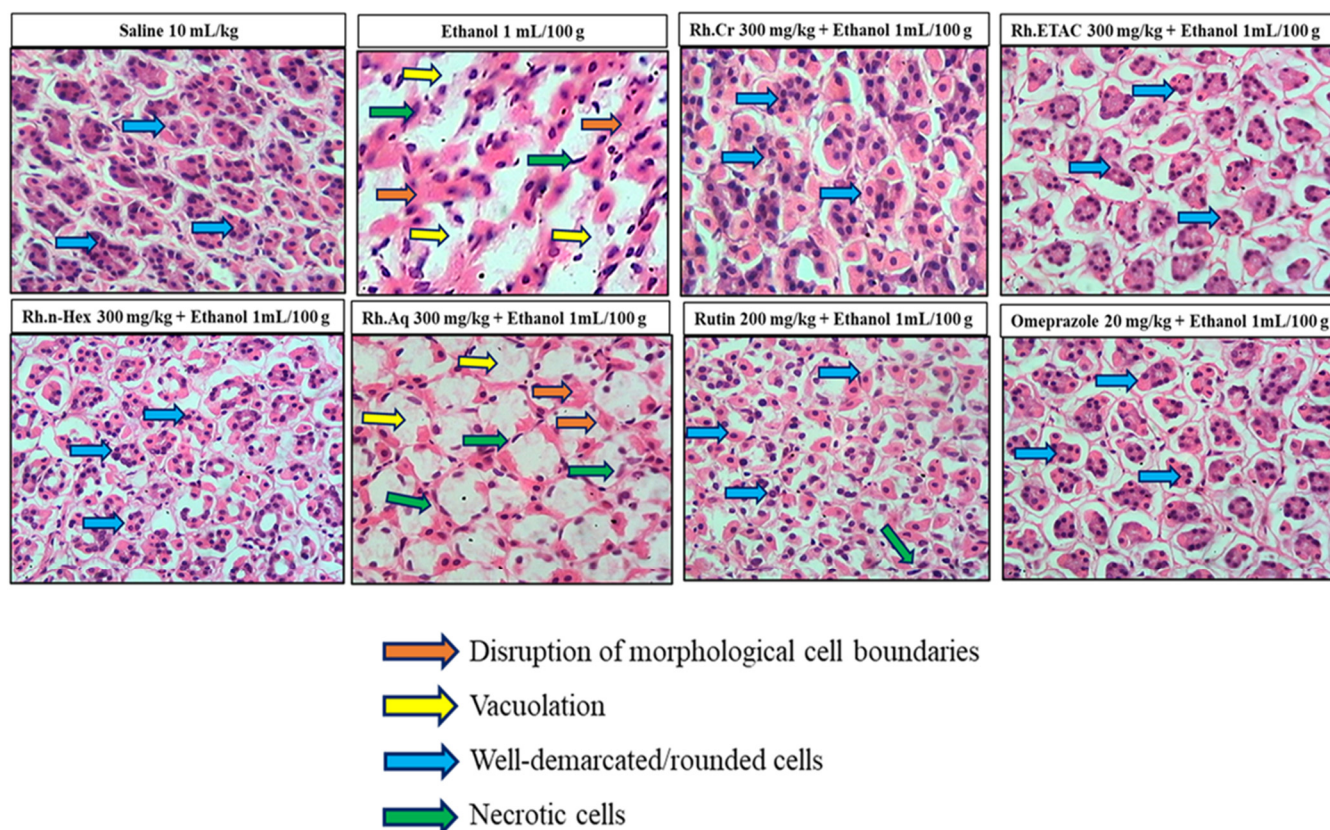 Saline 10 mL/kg
Ethanol 1 mL/100 g
Rh.Cr 300 mg/kg + Ethanol 1mL/100 g
Rh.ETAC 300 mg/kg + Ethanol 1mL/100 g
Rh.n-Hex 300 mg/kg + Ethanol 1mL/100 g
Rh.Aq 300 mg/kg + Ethanol 1mL/100 g
Rutin 200 mg/kg + Ethanol 1mL/100 g
Omeprazole 20 mg/kg + Ethanol 1mL/100 g
Disruption of morphological cell boundaries
Vacuolation
Well-demarcated/rounded cells
Necrotic cells